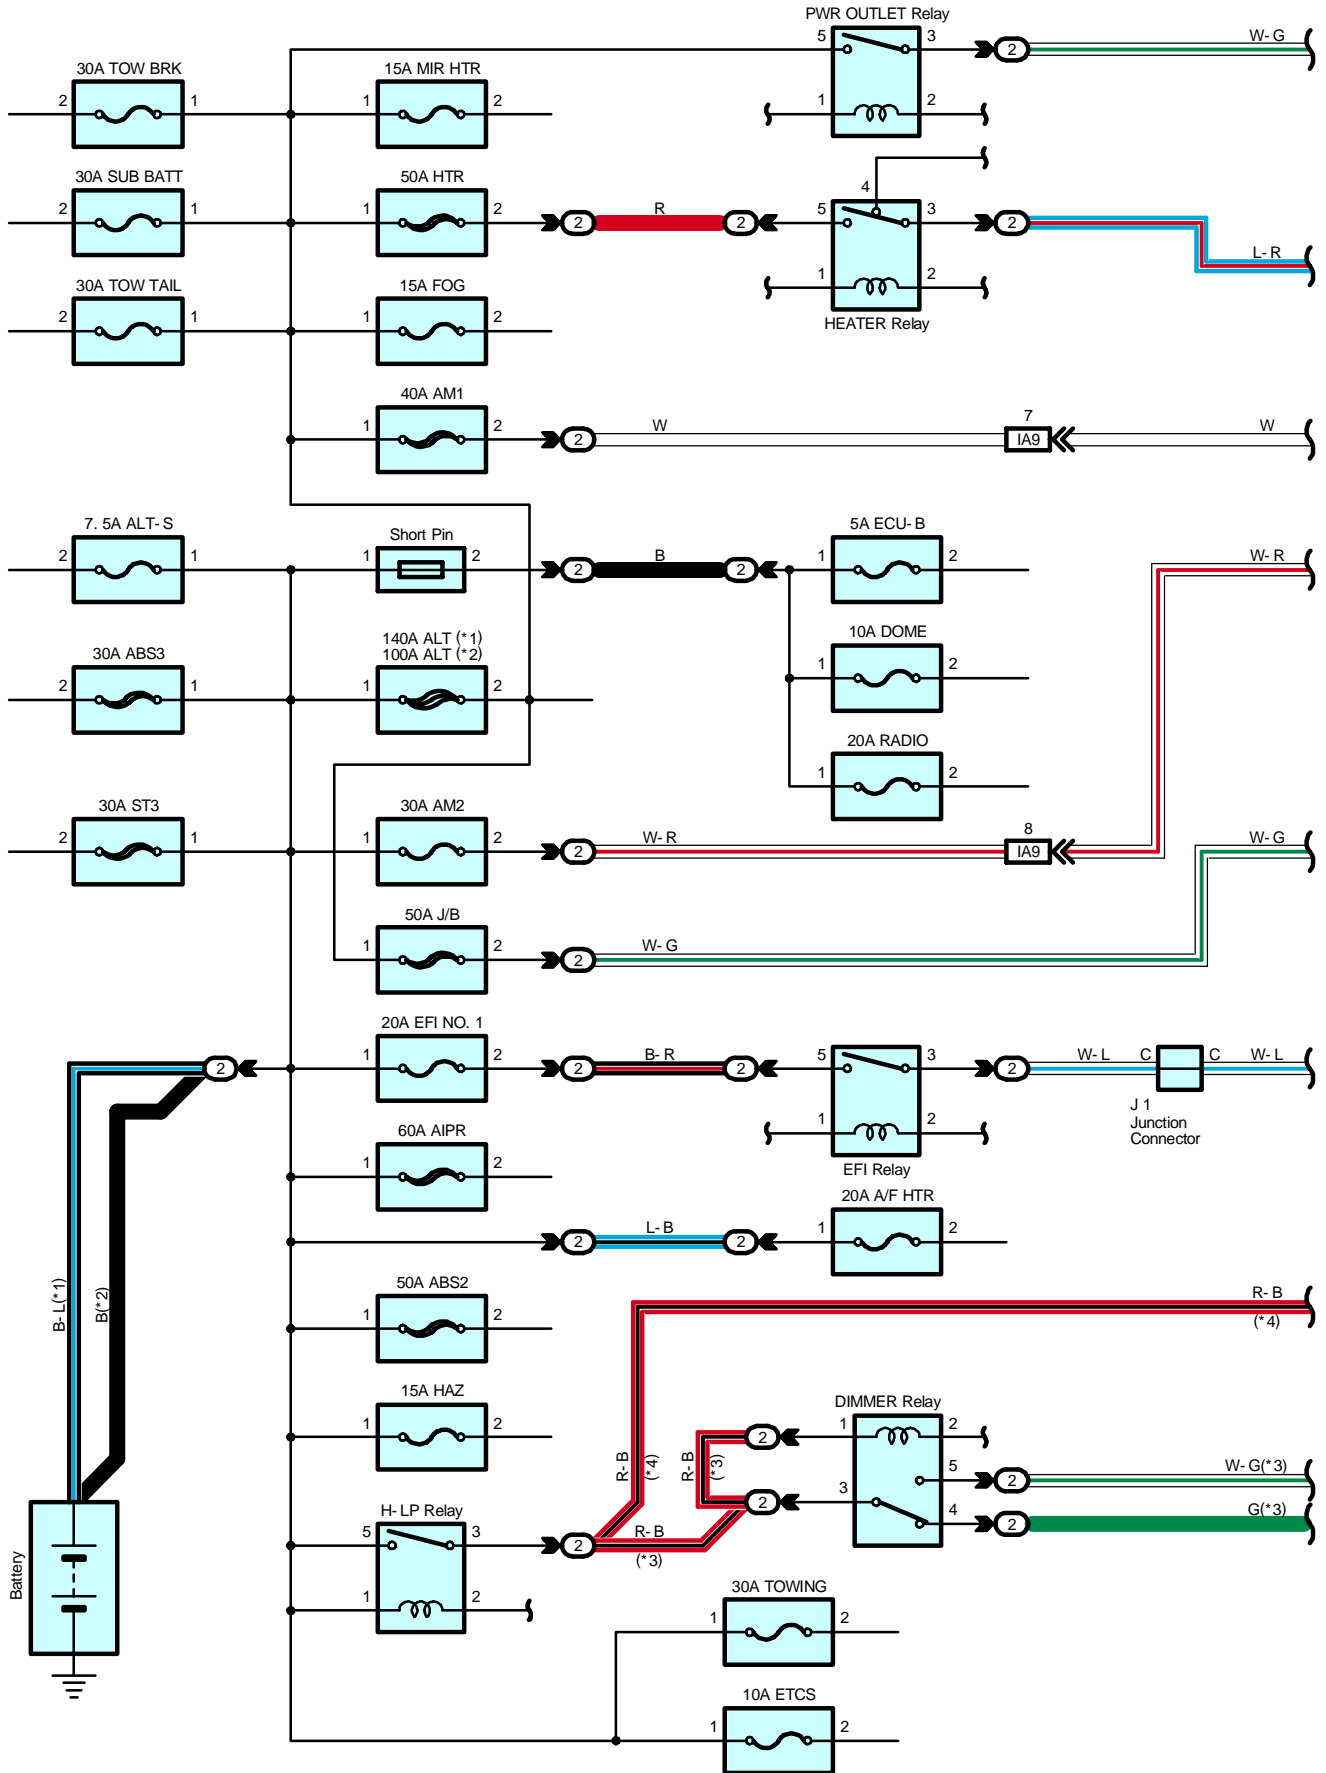 PWR OUTLET Relay
5 3 2 W-G
1 2
30A TOW BRK
2 1
15A MIR HTR
1 2
30A SUB BATT
2 1
50A HTR
1 2 2 R 2
4
5 3 2
1 2
HEATER Relay
L-R
30A TOW TAIL
2 1
15A FOG
1 2
40A AM1
1 2 2 W
7
IA9
W
7. 5A ALT-S
2 1
Short Pin
1 2 2 B 2
5A ECU-B
1 2
W-R
30A ABS3
2 1
140A ALT (*1)
100A ALT (*2)
1 2
10A DOME
1 2
20A RADIO
1 2
30A ST3
2 1
30A AM2
1 2 2 W-R
8
IA9
W-G
50A J/B
1 2 2 W-G
20A EFI NO. 1
2 1 2 2 B-R 2
5 3 2 W-L C C W-L
1 2
EFI Relay
J 1
Junction
Connector
60A AIPR
1 2
20A A/F HTR
2 L-B 2 1 2
B-L(*1)
B(*2)
50A ABS2
1 2
R-B
(*4)
15A HAZ
1 2
R-B
(*4)
R-B
(*3)
DIMMER Relay
2 1 2
5 2 W-G(*3)
2 3
4 2 G(*3)
H-LP Relay
5 3 2 R-B
(*3)
1 2
Battery
30A TOWING
1 2
10A ETCS
1 2